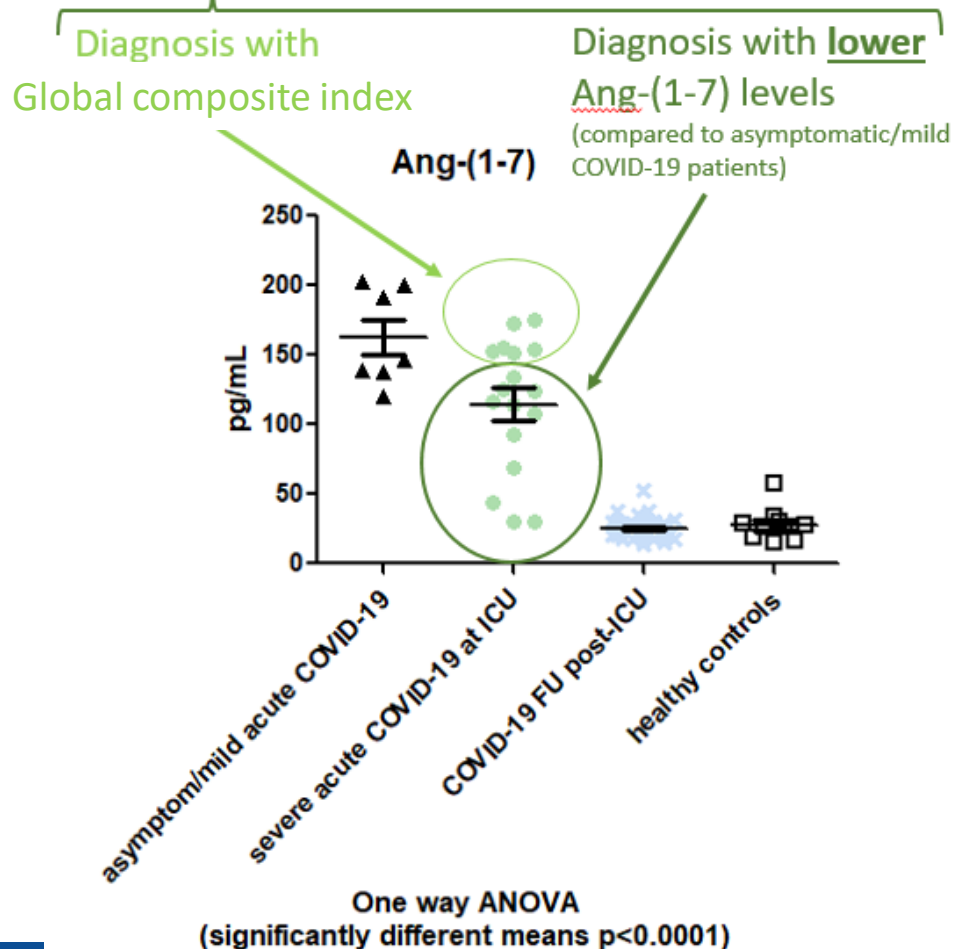 Diagnosis with
Global composite index
Diagnosis with lower
Ang-(1-7) levels
(compared to asymptomatic/mild
COVID-19 patients)
Ang-(1-7)
pg/mL
250
200
150
100
50
0
asymptom/mild acute COVID-19
severe acute COVID-19 at ICU
COVID-19 FU post-ICU
healthy controls
One way ANOVA
(significantly different means p<0.0001)